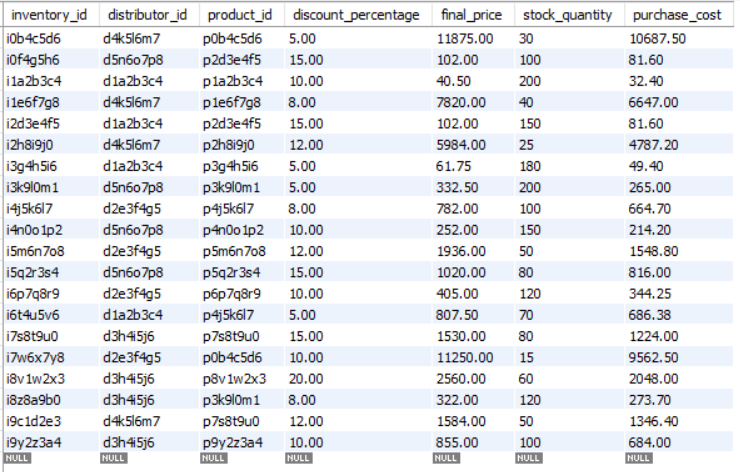 inventory_id distributor_id product_id discount_percentage final_price stock_quantity purchase_cost
i0b4c5d6 d4k5l6m7 p0b4c5d6 5.00 11875.00 30 10687.50
i0f4g5h6 d5n6o7p8 p2d3e4f5 15.00 102.00 100 81.60
i1a2b3c4 d1a2b3c4 p1a2b3c4 10.00 40.50 200 32.40
i1e6f7g8 d4k5l6m7 p1e6f7g8 8.00 7820.00 40 6647.00
i2d3e4f5 d1a2b3c4 p2d3e4f5 15.00 102.00 150 81.60
i2h8i9j0 d4k5l6m7 p2h8i9j0 12.00 5984.00 25 4787.20
i3g4h5i6 d1a2b3c4 p3g4h5i6 5.00 61.75 180 49.40
i3k9l0m1 d5n6o7p8 p3k9l0m1 5.00 332.50 200 265.00
i4j5k6l7 d2e3f4g5 p4j5k6l7 8.00 782.00 100 664.70
i4n0o1p2 d5n6o7p8 p4n0o1p2 10.00 252.00 150 214.20
i5m6n7o8 d2e3f4g5 p5m6n7o8 12.00 1936.00 50 1548.80
i5q2r3s4 d5n6o7p8 p5q2r3s4 15.00 1020.00 80 816.00
i6p7q8r9 d2e3f4g5 p6p7q8r9 10.00 405.00 120 344.25
i6t4u5v6 d1a2b3c4 p4j5k6l7 5.00 807.50 70 686.38
i7s8t9u0 d3h4i5j6 p7s8t9u0 15.00 1530.00 80 1224.00
i7w6x7y8 d2e3f4g5 p0b4c5d6 10.00 11250.00 15 9562.50
i8v1w2x3 d3h4i5j6 p8v1w2x3 20.00 2560.00 60 2048.00
i8z8a9b0 d3h4i5j6 p3k9l0m1 8.00 322.00 120 273.70
i9c1d2e3 d4k5l6m7 p7s8t9u0 12.00 1584.00 50 1346.40
i9y2z3a4 d3h4i5j6 p9y2z3a4 10.00 855.00 100 684.00
NULL NULL NULL NULL NULL NULL NULL